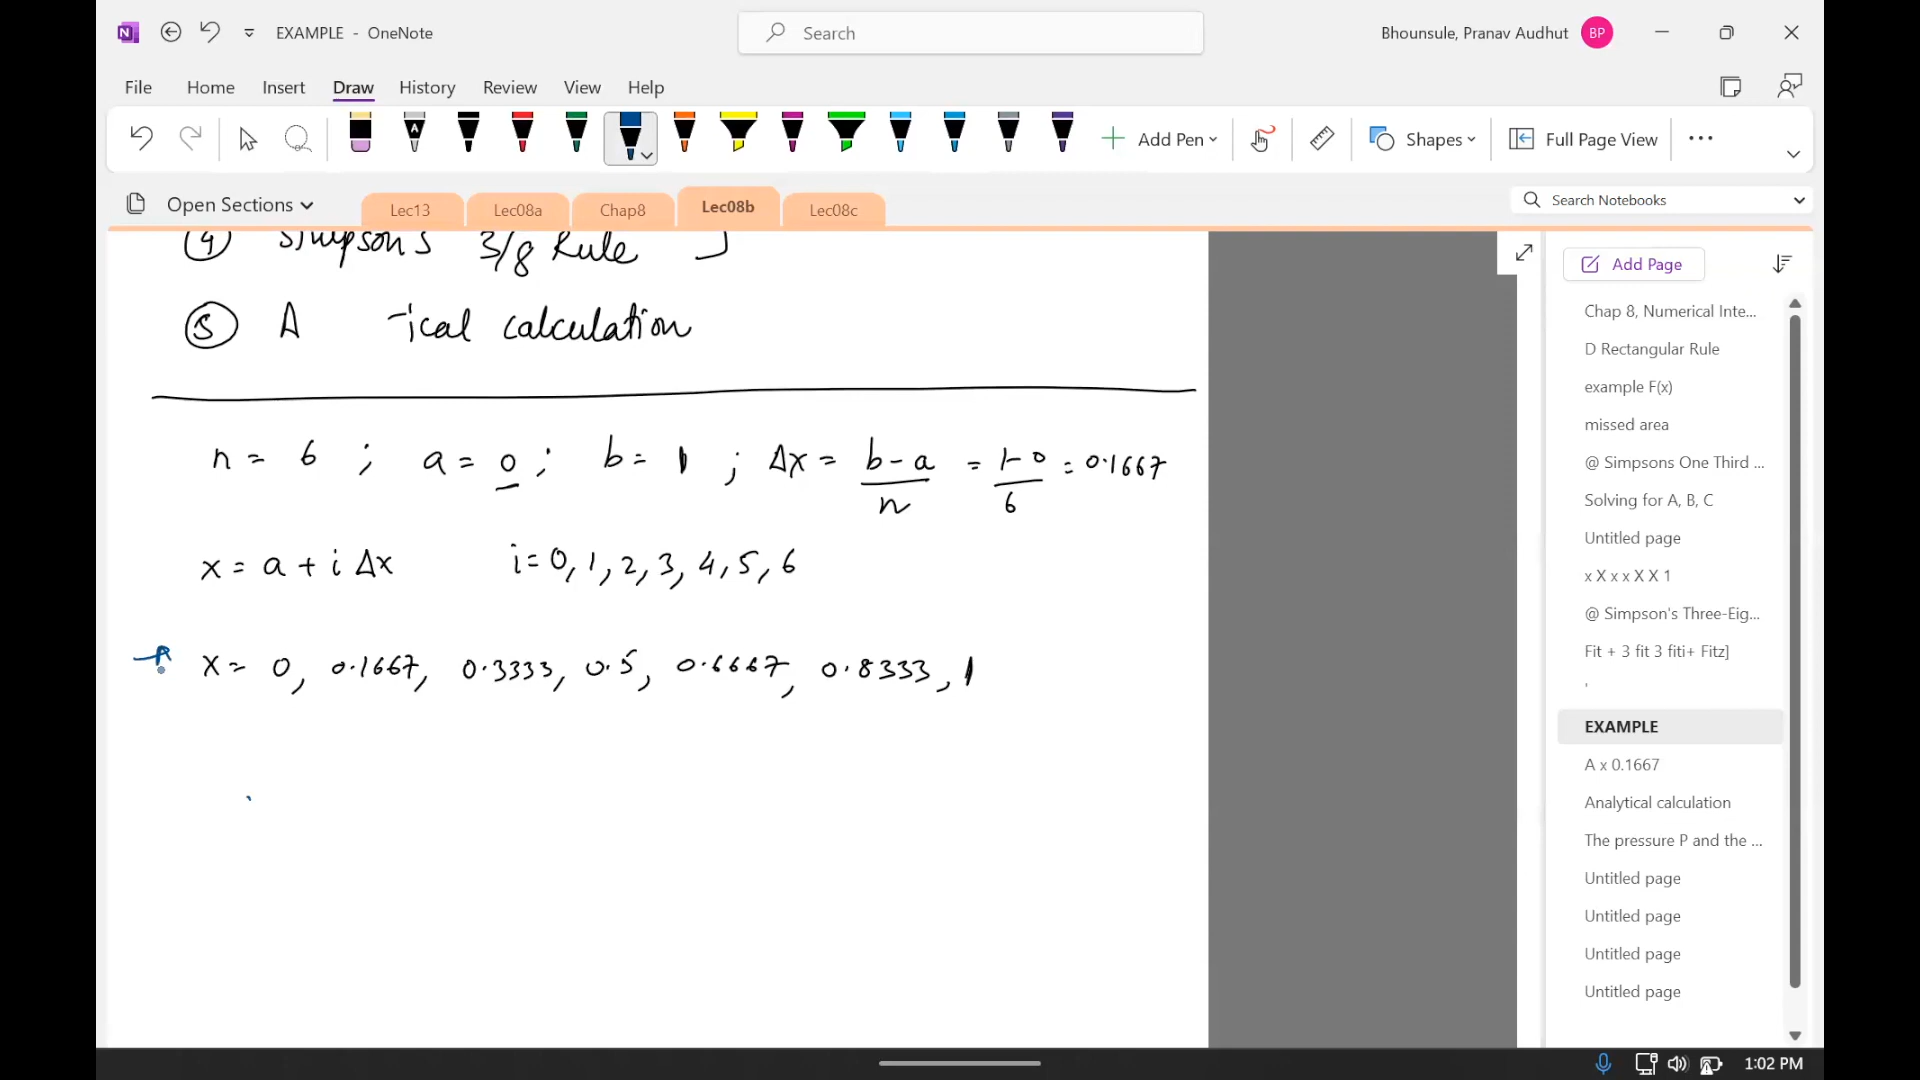 EXAMPLE - OneNote
Search
Bhounsule, Pranav Audhut
BP
File Home Insert Draw History Review View Help
Add Pen
Shapes
Full Page View
Open Sections
Lec13
Lec08a
Chap8
Lec08b
Lec08c
Search Notebooks
④ Simpson's 3/8 Rule
⑤ A -ical calculation
n = 6 ; a = 0 ; b = 1 ; Δx = b-a / n = 1-0 / 6 = 0.1667
x = a + i Δx i = 0, 1, 2, 3, 4, 5, 6
x = 0, 0.1667, 0.3333, 0.5, 0.6667, 0.8333, 1
Add Page
Chap 8, Numerical Inte...
D Rectangular Rule
example F(x)
missed area
@ Simpsons One Third ...
Solving for A, B, C
Untitled page
x X x x X X 1
@ Simpson's Three-Eig...
Fit + 3 fit 3 fiti+ Fitz]
'
EXAMPLE
A x 0.1667
Analytical calculation
The pressure P and the ...
Untitled page
Untitled page
Untitled page
Untitled page
1:02 PM